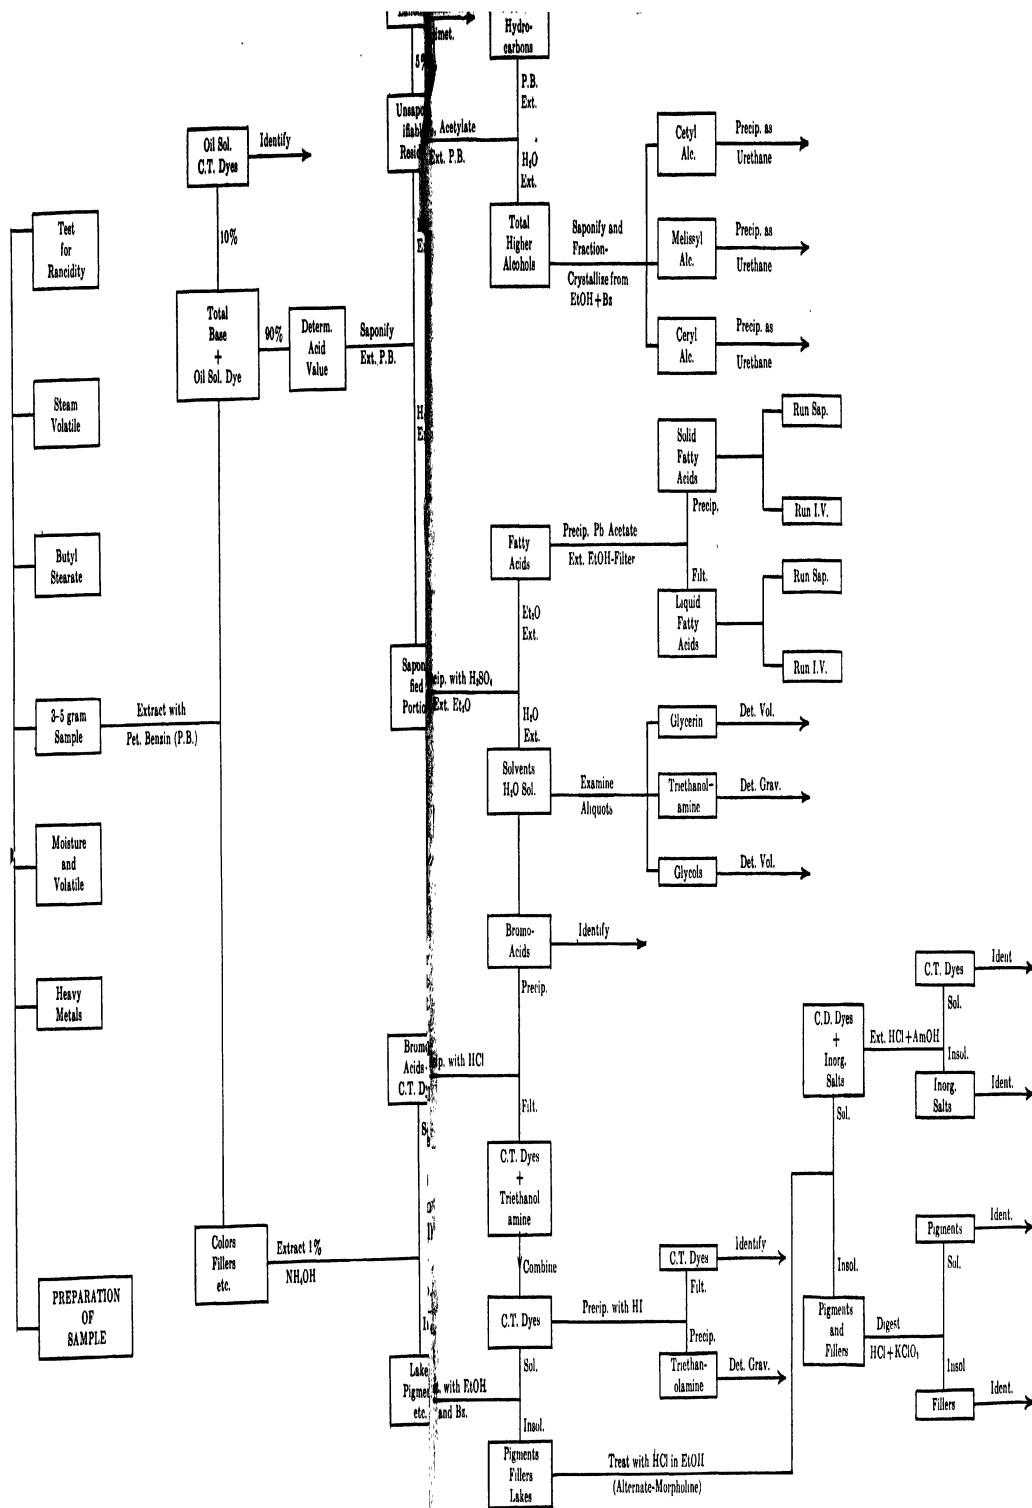 Hydro-
carbons
P.B.
Ext.
Acetylate
Ext. P.B.
H₂O
Ext.
Oil Sol.
C.T. Dyes
Identify
Cetyl
Alc.
Precip. as
Urethane
Total
Higher
Alcohols
Saponify and
Fraction-
Crystallize from
EtOH+Bz
Melissyl
Alc.
Precip. as
Urethane
Ceryl
Alc.
Precip. as
Urethane
Test
for
Rancidity
10%
Total
Base
+
Oil Sol. Dye
90%
Determ.
Acid
Value
Saponify
Ext. P.B.
Steam
Volatile
Solid
Fatty
Acids
Run Sap.
Run I.V.
Precip.
Fatty
Acids
Precip. Pb Acetate
Ext. EtOH-Filter
Filt.
Butyl
Stearate
Liquid
Fatty
Acids
Run Sap.
Run I.V.
Et₂O
Ext.
with H₂SO₄
Ext. Et₂O
H₂O
Ext.
3-5 gram
Sample
Extract with
Pet. Benzin (P.B.)
Solvents
H₂O Sol.
Examine
Aliquots
Glycerin
Det. Vol.
Triethanol-
amine
Det. Grav.
Glycols
Det. Vol.
Moisture
and
Volatile
Bromo-
Acids
Identify
Precip.
Heavy
Metals
with HCl
Filt.
C.T. Dyes
+
Triethanol
amine
Combine
C.D. Dyes
+
Inorg.
Salts
Ext. HCl+AmOH
C.T. Dyes
Ident
Sol.
Insol.
Inorg.
Salts
Ident.
Sol.
Colors
Fillers
etc.
Extract 1%
NH₄OH
PREPARATION
OF
SAMPLE
C.T. Dyes
Precip. with HI
C.T. Dyes
Identify
Filt.
Precip.
Triethan-
olamine
Det. Grav.
Sol.
with EtOH
and Bz.
Insol.
Pigments
Fillers
Lakes
Treat with HCl in EtOH
(Alternate-Morpholine)
Insol.
Pigments
and
Fillers
Digest
HCl+KClO₃
Pigments
Ident.
Sol.
Insol
Fillers
Ident.